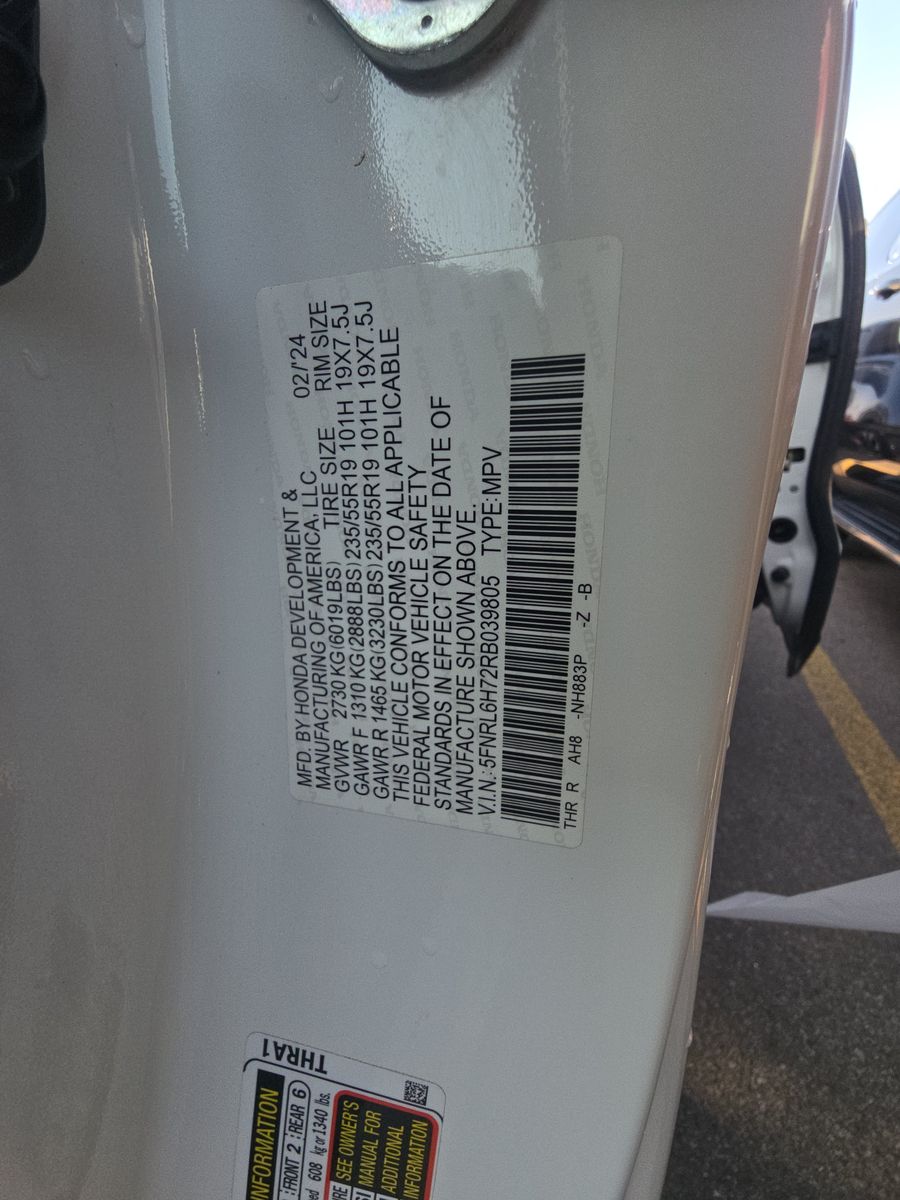 MFD. BY HONDA DEVELOPMENT &
MANUFACTURING OF AMERICA, LLC 02/'24
GVWR 2730 KG(6019LBS) TIRE SIZE RIM SIZE
GAWR F 1310 KG(2888LBS) 235/55R19 101H 19X7.5J
GAWR R 1465 KG(3230LBS) 235/55R19 101H 19X7.5J
THIS VEHICLE CONFORMS TO ALL APPLICABLE
FEDERAL MOTOR VEHICLE SAFETY
STANDARDS IN EFFECT ON THE DATE OF
MANUFACTURE SHOWN ABOVE.
V.I.N.:5FNRL6H72RB039805 TYPE:MPV
THR R AH8 -NH883P -Z -B
THRA1
INFORMATION
: FRONT 2 : REAR 6
608 kg or 1340 lbs.
SEE OWNER'S
MANUAL FOR
ADDITIONAL
INFORMATION